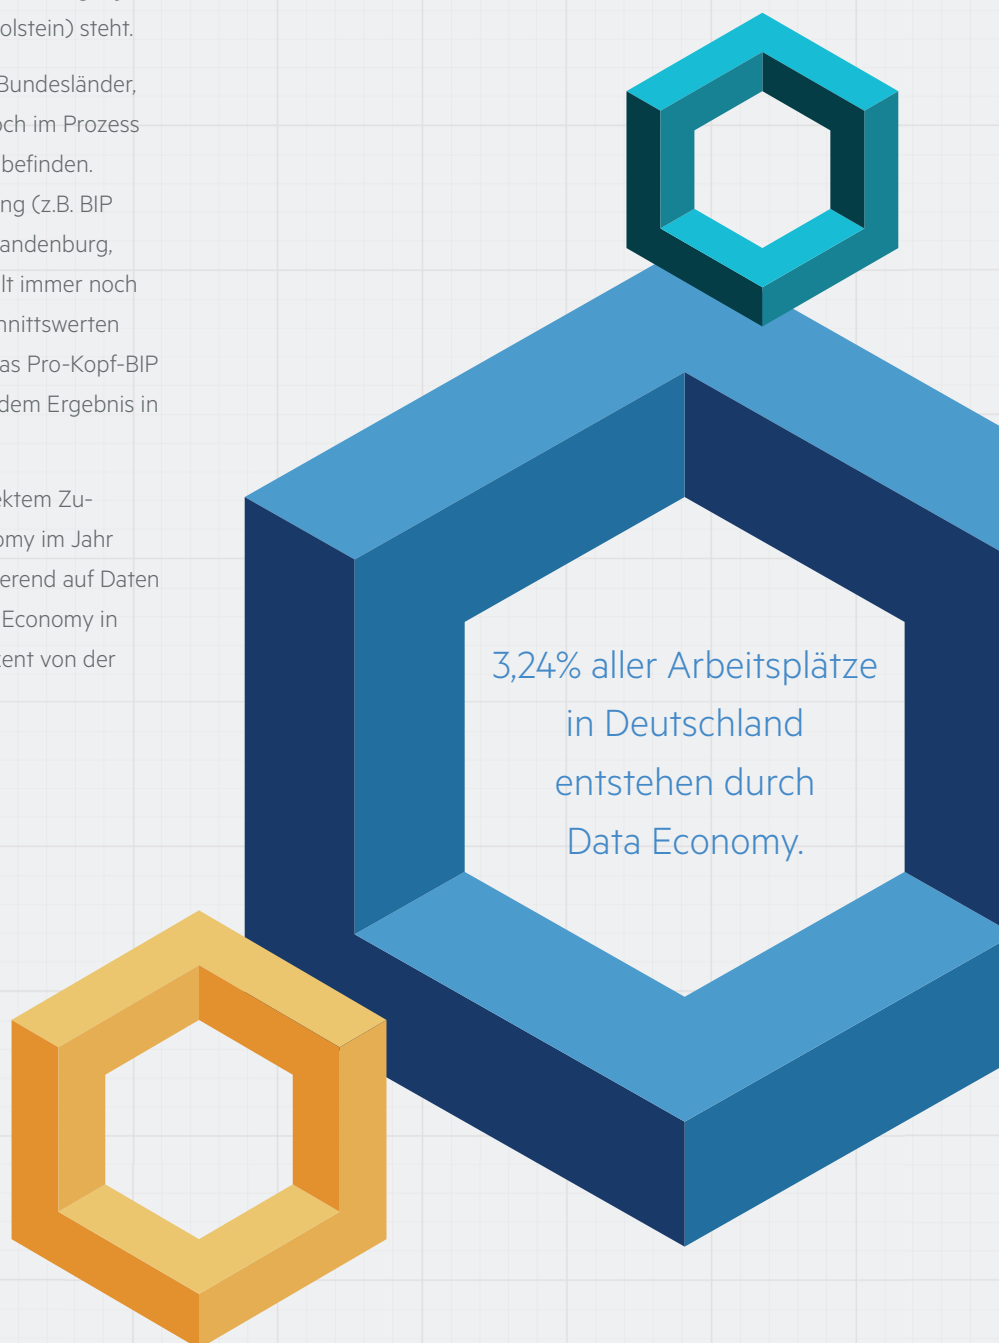 olstein) steht.
Bundesländer,
och im Prozess
befinden.
ng (z.B. BIP
andenburg,
lt immer noch
hnittswerten
as Pro-Kopf-BIP
dem Ergebnis in
ektem Zu-
omy im Jahr
erend auf Daten
Economy in
ent von der
3,24% aller Arbeitsplätze
in Deutschland
entstehen durch
Data Economy.